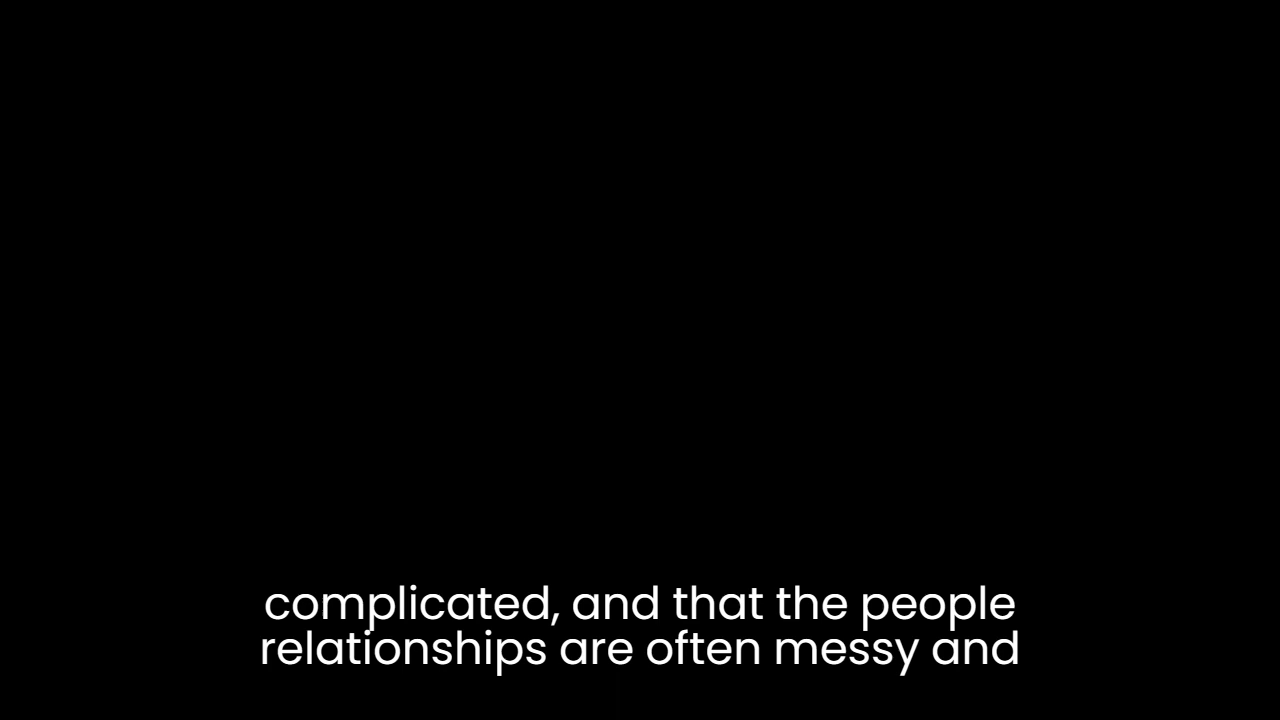 complicated, and that the people
relationships are often messy and